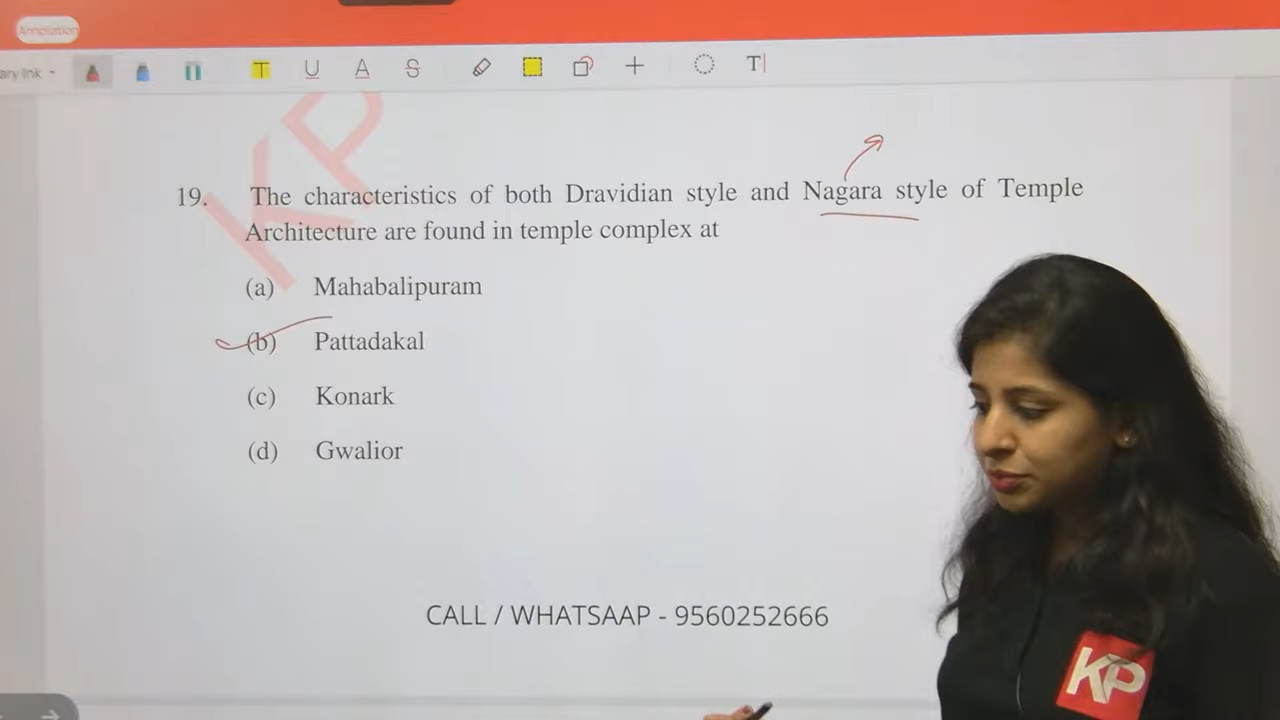 Annotation
ary ink
T U A S T
KP
19. The characteristics of both Dravidian style and Nagara style of Temple
Architecture are found in temple complex at
(a) Mahabalipuram
(b) Pattadakal
(c) Konark
(d) Gwalior
CALL / WHATSAAP - 9560252666
KP